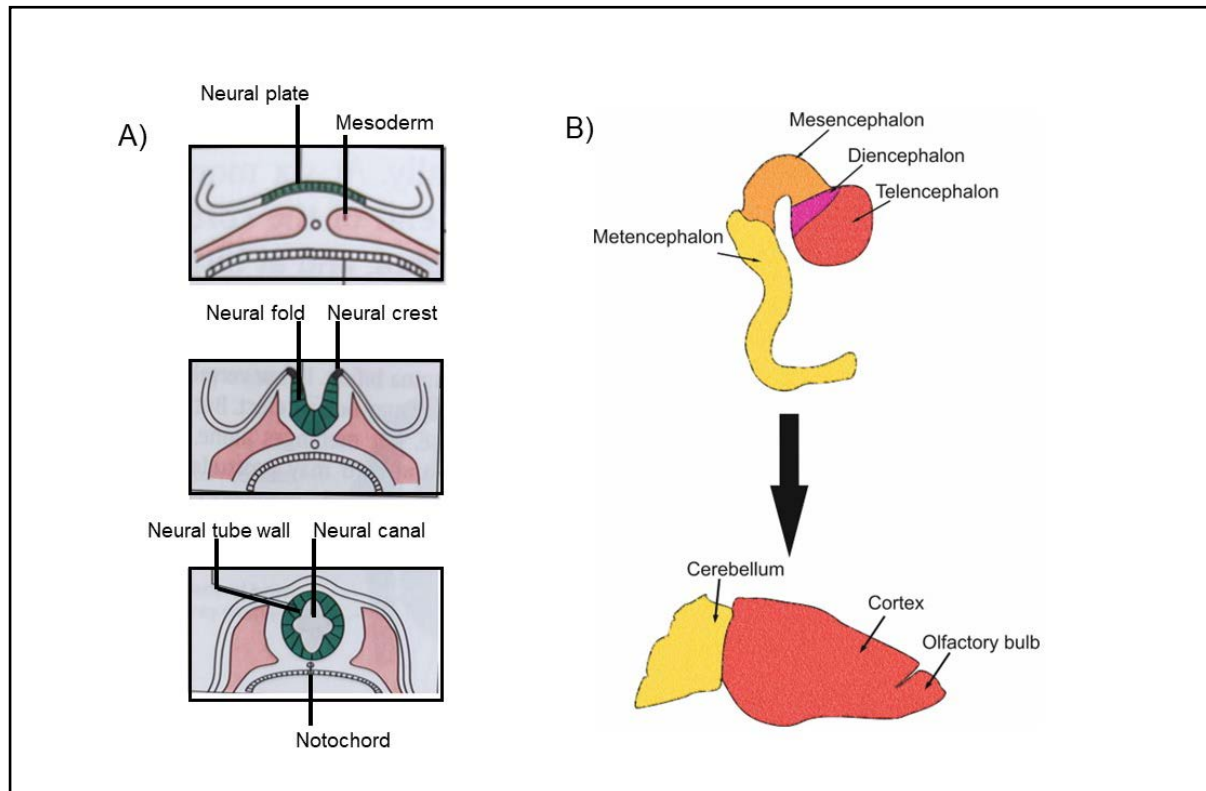 A)
Neural plate
Mesoderm
Neural fold
Neural crest
Neural tube wall
Neural canal
Notochord
B)
Mesencephalon
Diencephalon
Telencephalon
Metencephalon
Cerebellum
Cortex
Olfactory bulb